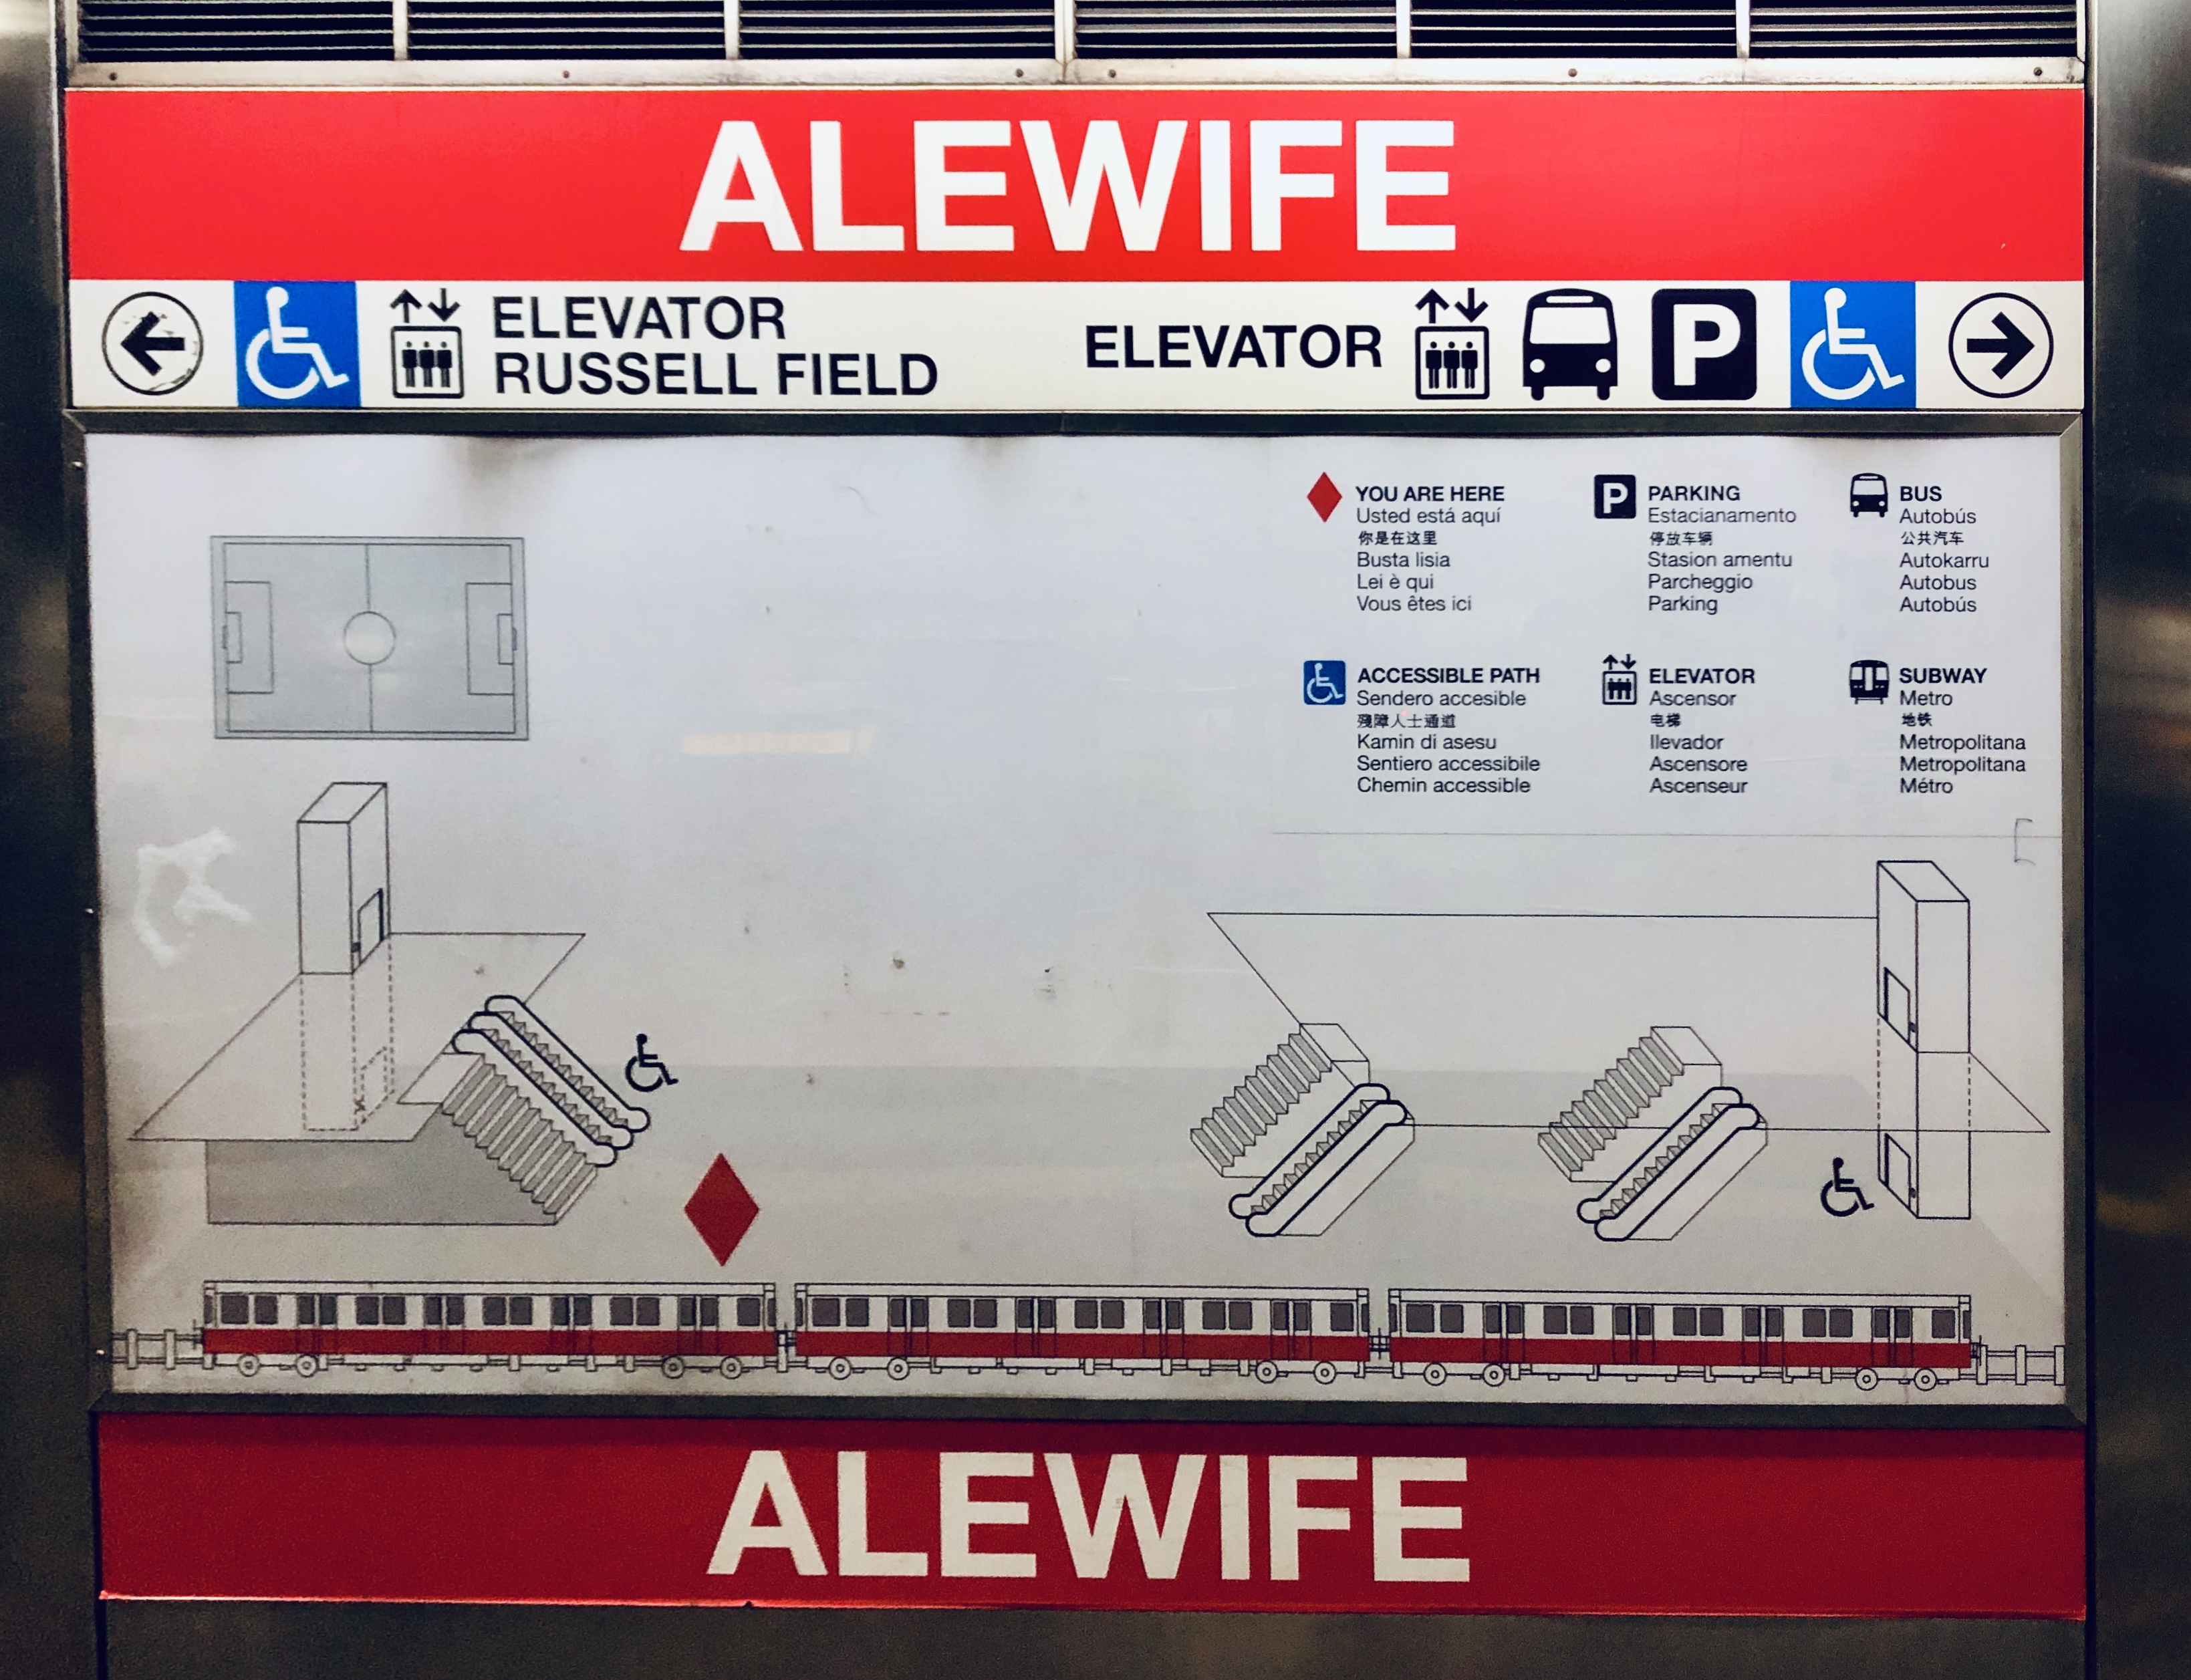 ALEWIFE
ELEVATOR
RUSSELL FIELD
ELEVATOR
P
YOU ARE HERE
Usted está aquí
你是在这里
Busta lisia
Lei è qui
Vous êtes ici
P
PARKING
Estacianamento
停放车辆
Stasion amentu
Parcheggio
Parking
BUS
Autobús
公共汽车
Autokarru
Autobus
Autobús
ACCESSIBLE PATH
Sendero accesible
殘障人士通道
Kamin di asesu
Sentiero accessibile
Chemin accessible
ELEVATOR
Ascensor
电梯
Ilevador
Ascensore
Ascenseur
SUBWAY
Metro
地铁
Metropolitana
Metropolitana
Métro
ALEWIFE